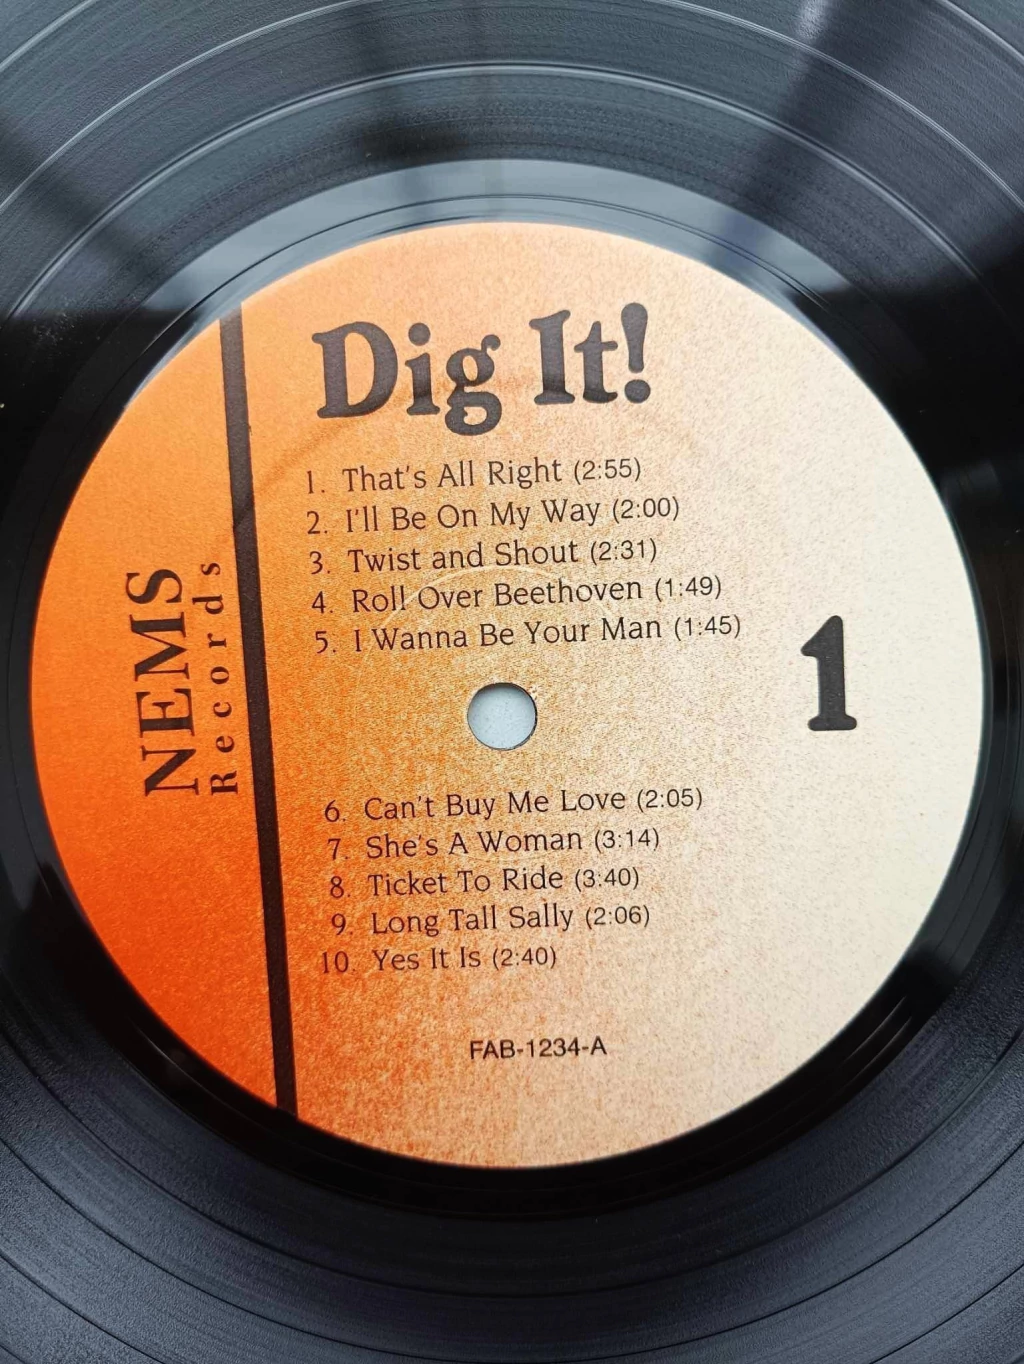 Dig It!
1. That's All Right (2:55)
2. I'll Be On My Way (2:00)
3. Twist and Shout (2:31)
4. Roll Over Beethoven (1:49)
5. I Wanna Be Your Man (1:45)
NEMS
Records
1
6. Can't Buy Me Love (2:05)
7. She's A Woman (3:14)
8. Ticket To Ride (3:40)
9. Long Tall Sally (2:06)
10. Yes It Is (2:40)
FAB-1234-A